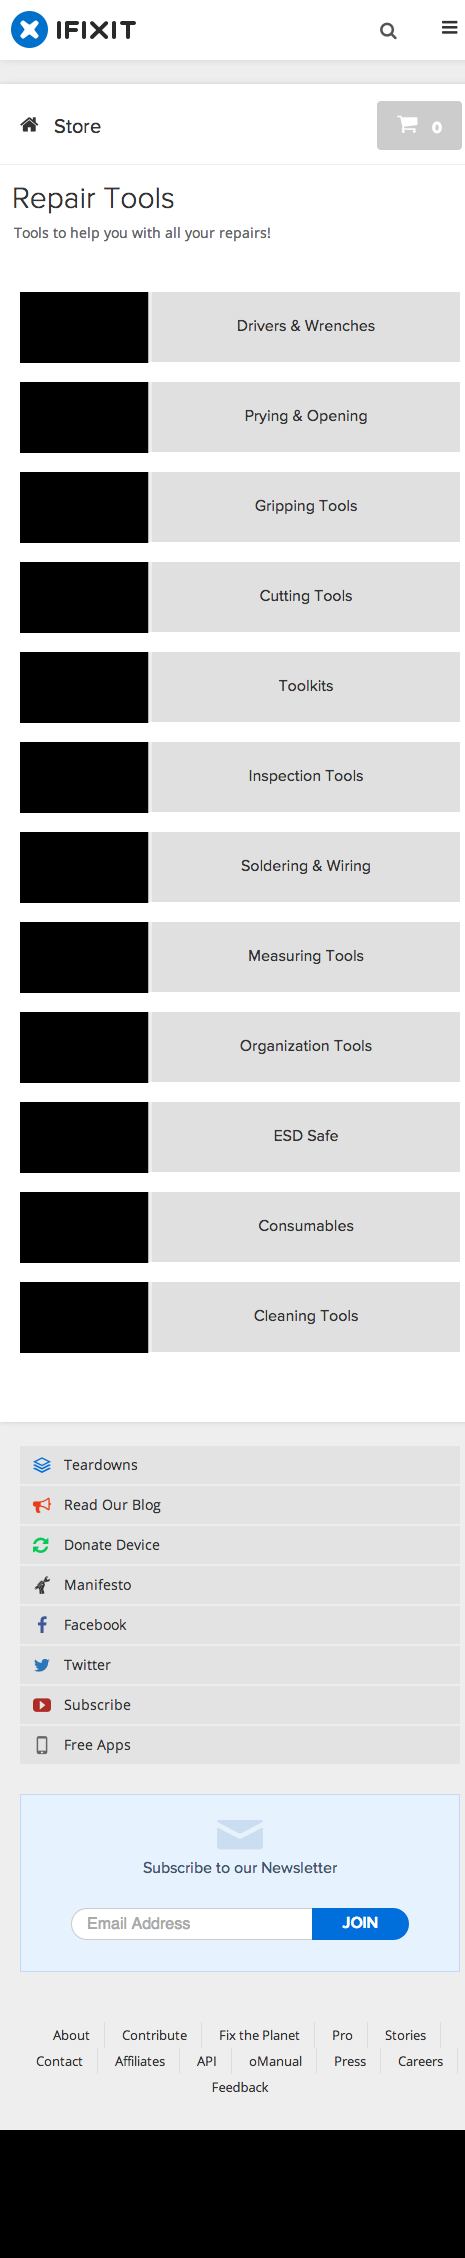 IFIXIT
Store
0
Repair Tools
Tools to help you with all your repairs!
Drivers & Wrenches
Prying & Opening
Gripping Tools
Cutting Tools
Toolkits
Inspection Tools
Soldering & Wiring
Measuring Tools
Organization Tools
ESD Safe
Consumables
Cleaning Tools
Teardowns
Read Our Blog
Donate Device
Manifesto
Facebook
Twitter
Subscribe
Free Apps
Subscribe to our Newsletter
Email Address JOIN
About Contribute Fix the Planet Pro Stories
Contact Affiliates API oManual Press Careers
Feedback